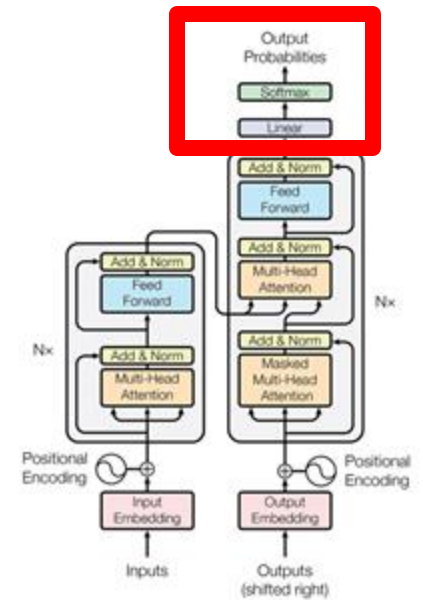 Output
Probabilities
Softmax
Linear
Add & Norm
Feed
Forward
Add & Norm
Multi-Head
Attention
Nx
Add & Norm
Masked
Multi-Head
Attention
Add & Norm
Feed
Forward
Nx
Add & Norm
Multi-Head
Attention
Positional
Encoding
Positional
Encoding
Input
Embedding
Output
Embedding
Inputs
Outputs
(shifted right)